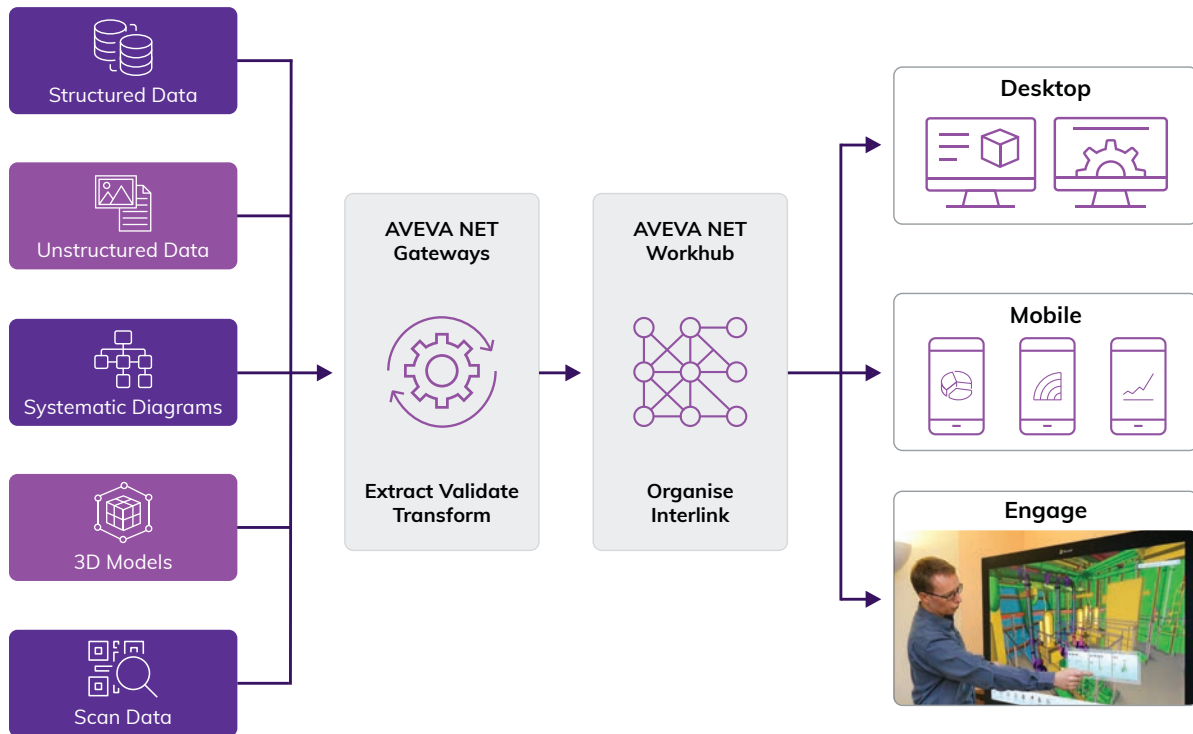 Structured Data
Unstructured Data
Systematic Diagrams
3D Models
Scan Data
AVEVA NET
Gateways
Extract Validate
Transform
AVEVA NET
Workhub
Organise
Interlink
Desktop
Mobile
Engage